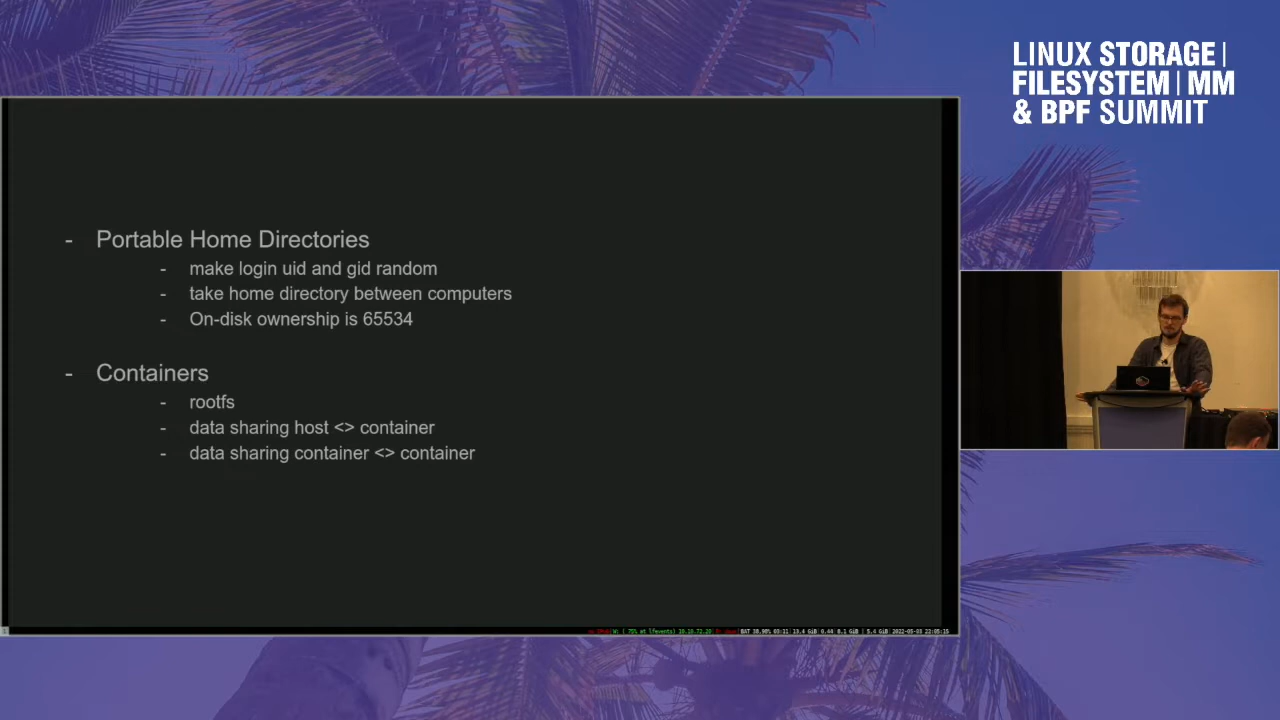 LINUX STORAGE |
FILESYSTEM | MM
& BPF SUMMIT
- Portable Home Directories
- make login uid and gid random
- take home directory between computers
- On-disk ownership is 65534
- Containers
- rootfs
- data sharing host <> container
- data sharing container <> container